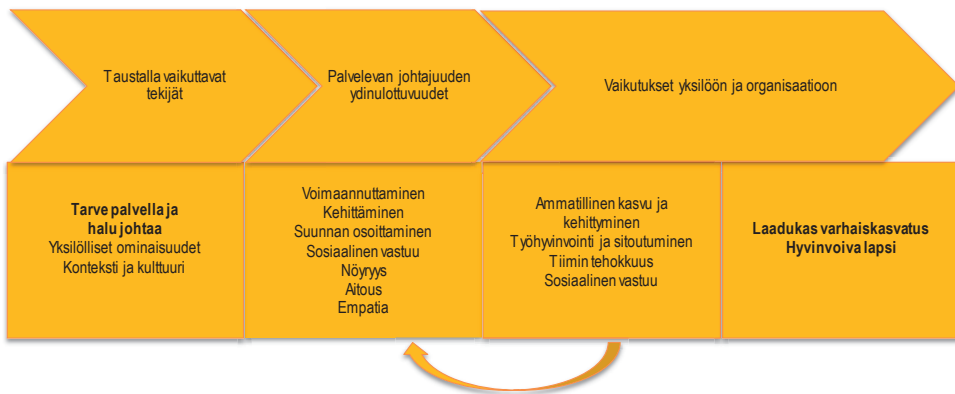 Taustalla vaikuttavat
tekijät
Palvelevan johtajuuden
ydinulottuvuudet
Vaikutukset yksilöön ja organisaatioon
Tarve palvella ja
halu johtaa
Yksilölliset ominaisuudet
Konteksti ja kulttuuri
Voimaannuttaminen
Kehittäminen
Suunnan osoittaminen
Sosiaalinen vastuu
Nöyryys
Aitous
Empatia
Ammatillinen kasvu ja
kehittyminen
Työhyvinvointi ja sitoutuminen
Tiimin tehokkuus
Sosiaalinen vastuu
Laadukas varhaiskasvatus
Hyvinvoiva lapsi